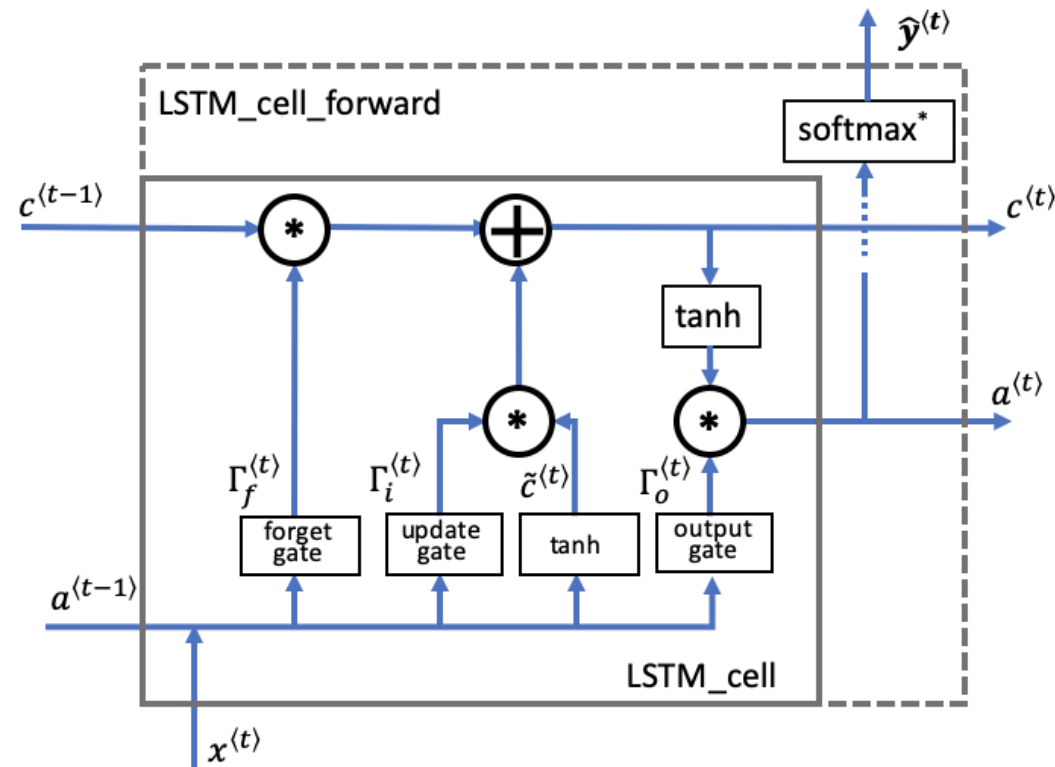 ŷ⟨t⟩
LSTM_cell_forward
softmax*
c⟨t−1⟩
*
+
c⟨t⟩
tanh
*
*
a⟨t⟩
Γf⟨t⟩
Γi⟨t⟩
c̃⟨t⟩
Γo⟨t⟩
forget
gate
update
gate
tanh
output
gate
a⟨t−1⟩
LSTM_cell
x⟨t⟩